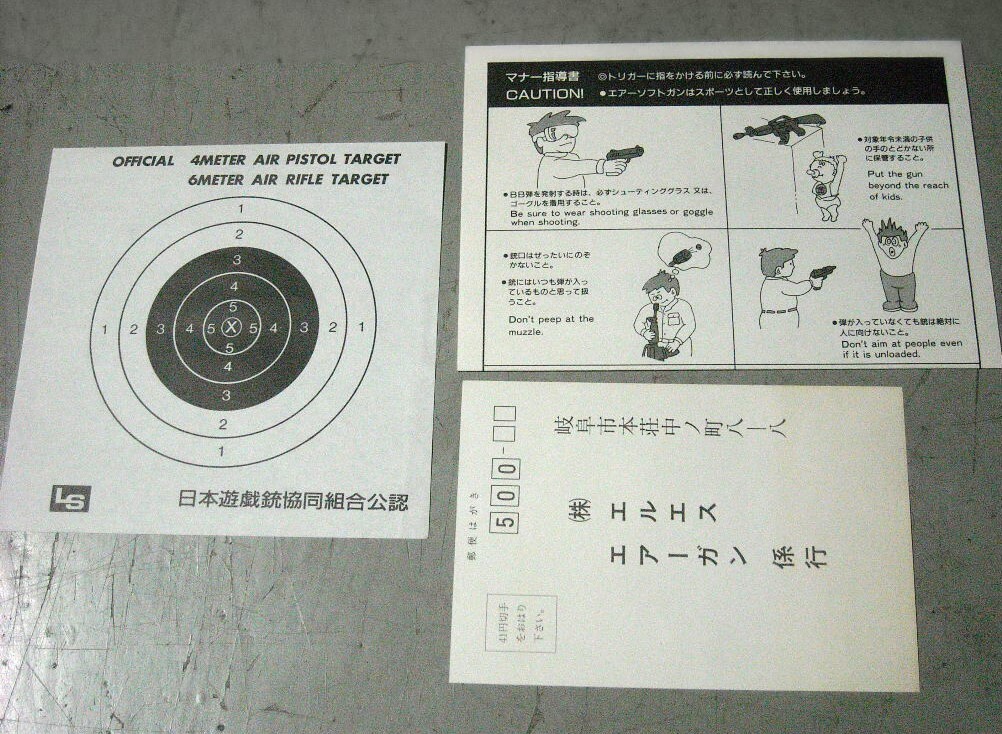 OFFICIAL 4METER AIR PISTOL TARGET
6METER AIR RIFLE TARGET
1
2
3
4
5
1 2 3 4 5 X 5 4 3 2 1
5
4
3
2
1
LS
日本遊戯銃協同組合公認
マナー指導書 ◎トリガーに指をかける前に必ず読んで下さい。
CAUTION! ●エアーソフトガンはスポーツとして正しく使用しましょう。
●BB弾を発射する時は、必ずシューティンググラス又は、
ゴーグルを着用すること。
Be sure to wear shooting glasses or goggle
when shooting.
●対象年令未満の子供
の手のとどかない所
に保管すること。
Put the gun
beyond the reach
of kids.
●銃口はぜったいにのぞ
かないこと。
●銃にはいつも弾が入っ
ているものと思って扱
うこと。
Don't peep at the
muzzle.
●弾が入っていなくても銃は絶対に
人に向けないこと。
Don't aim at people even
if it is unloaded.
郵便はがき
500-
岐阜市本荘中ノ町八―八
(株)エルエス
エアーガン 係行
41円切手
をおはり
下さい。